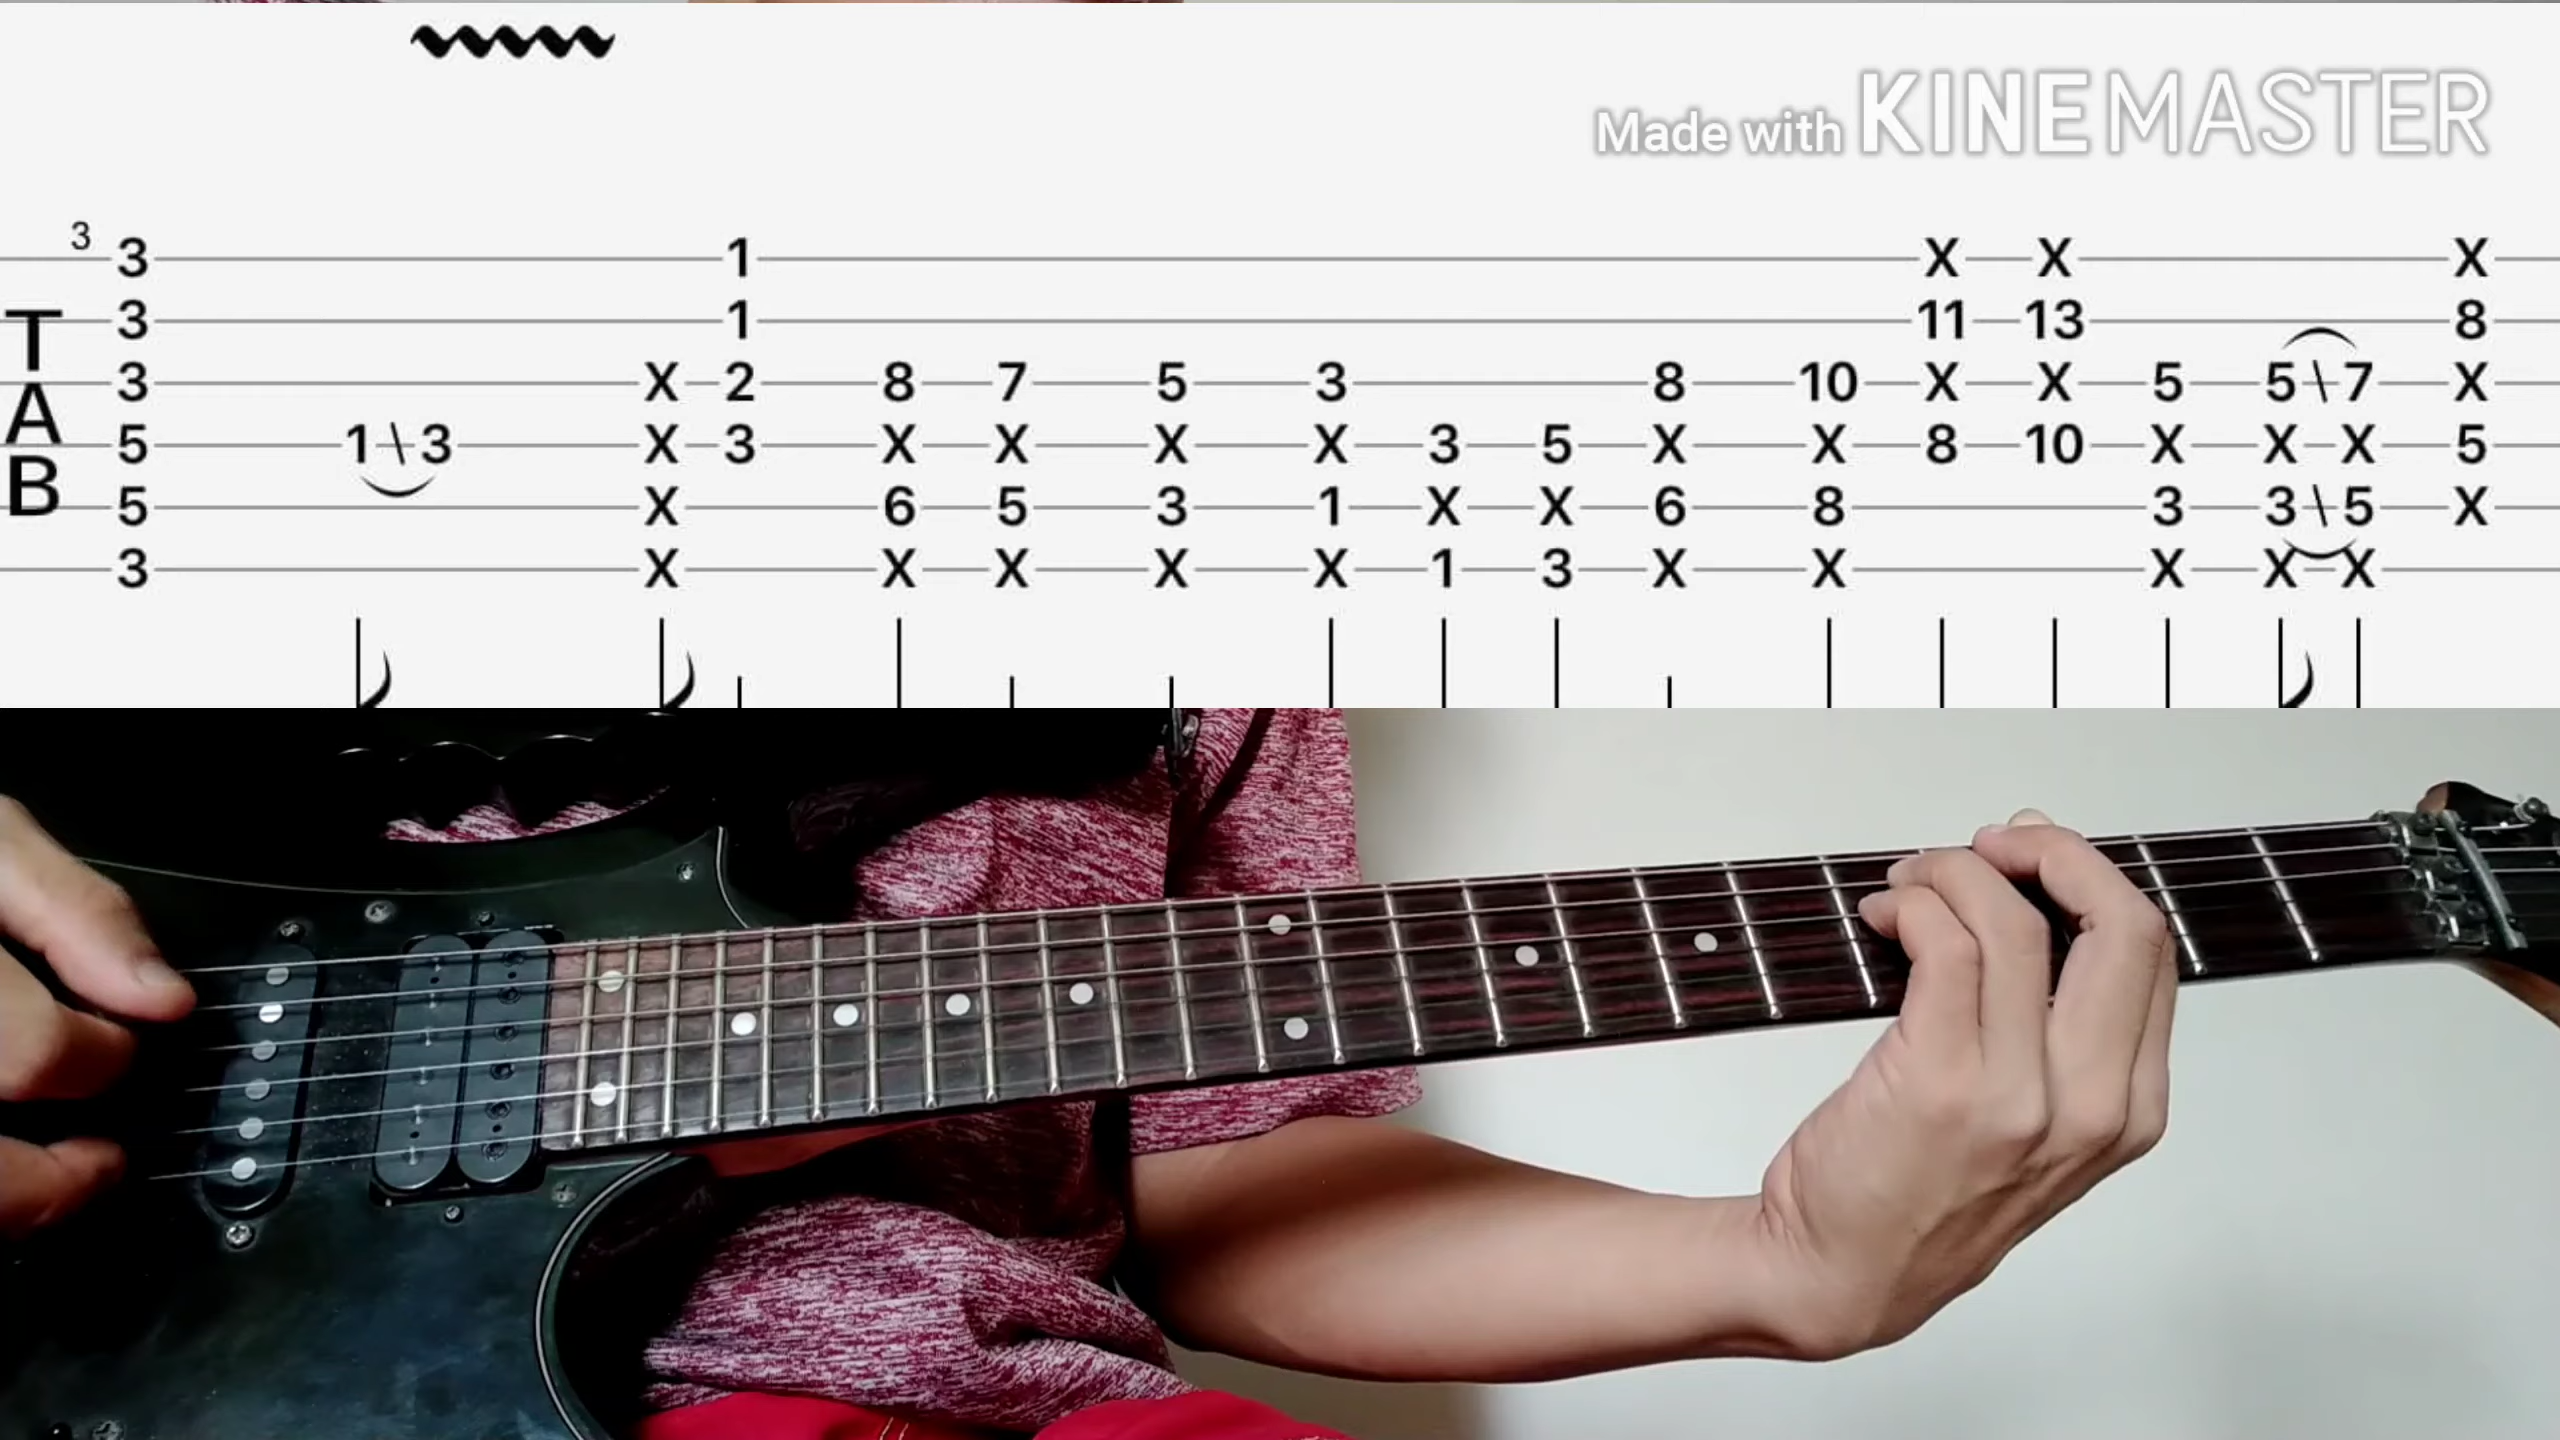 Made with KINEMASTER
3
3 1 X X X
3 1 11 13 8
3 X 2 8 7 5 3 8 10 X X 5 5 \ 7 X
5 1 \ 3 X 3 X X X X 3 5 X X 8 10 X X X 5
5 X 6 5 3 1 X X 6 8 3 3 \ 5 X
3 X X X X X 1 3 X X X X X
T
A
B